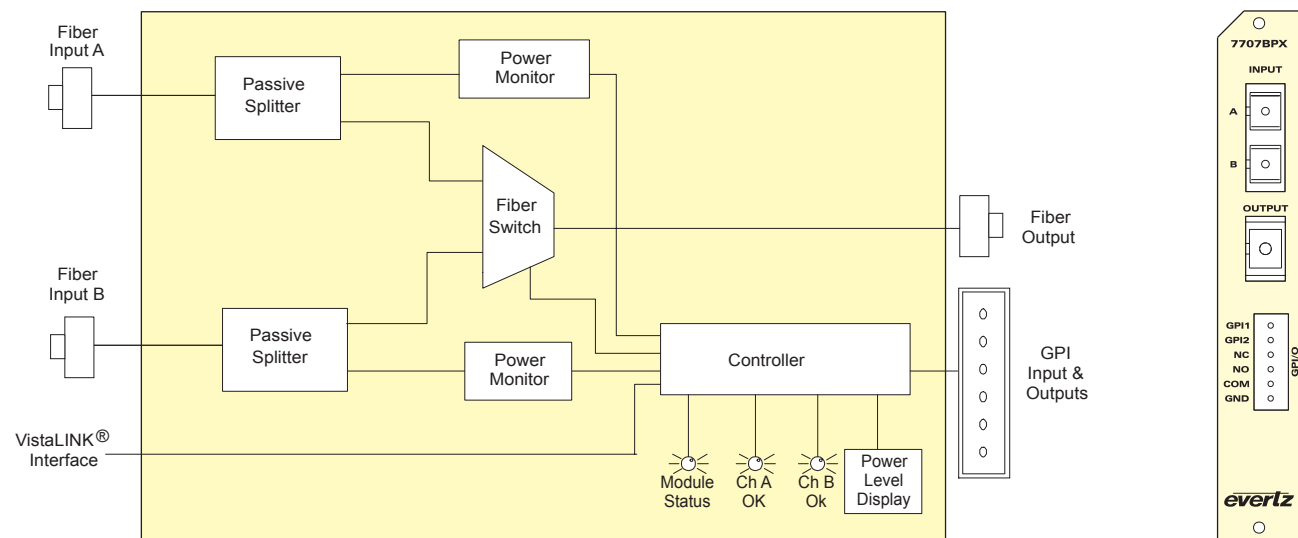 Fiber
Input A
Passive
Splitter
Power
Monitor
Fiber
Switch
Fiber
Output
Fiber
Input B
Passive
Splitter
Power
Monitor
Controller
GPI
Input &
Outputs
VistaLINK®
Interface
Module
Status
Ch A
OK
Ch B
Ok
Power
Level
Display
7707BPX
INPUT
A
B
OUTPUT
GPI1
GPI2
NC
NO
COM
GND
GPI/O
evertz